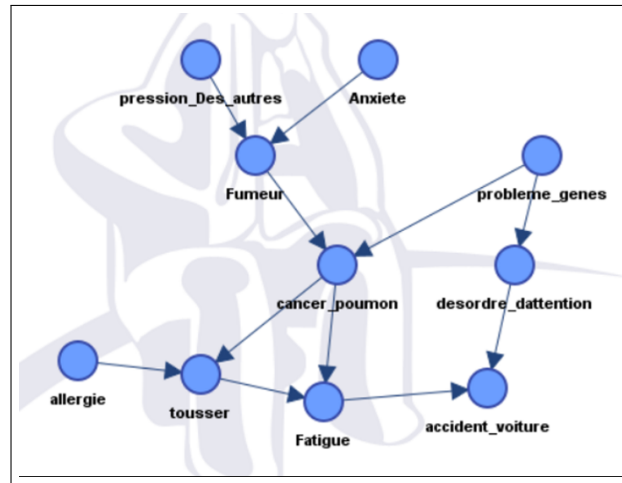 pression_Des_autres
Anxiete
Fumeur
probleme_genes
cancer_poumon
desordre_dattention
allergie
tousser
Fatigue
accident_voiture